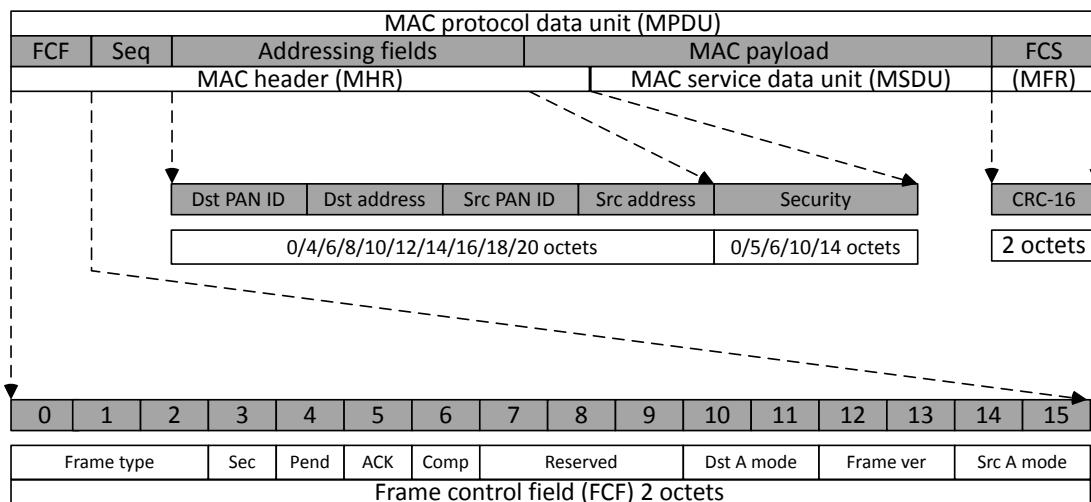 MAC protocol data unit (MPDU)
FCF Seq Addressing fields MAC payload FCS
MAC header (MHR) MAC service data unit (MSDU) (MFR)
Dst PAN ID Dst address Src PAN ID Src address Security CRC-16
0/4/6/8/10/12/14/16/18/20 octets 0/5/6/10/14 octets 2 octets
0 1 2 3 4 5 6 7 8 9 10 11 12 13 14 15
Frame type Sec Pend ACK Comp Reserved Dst A mode Frame ver Src A mode
Frame control field (FCF) 2 octets